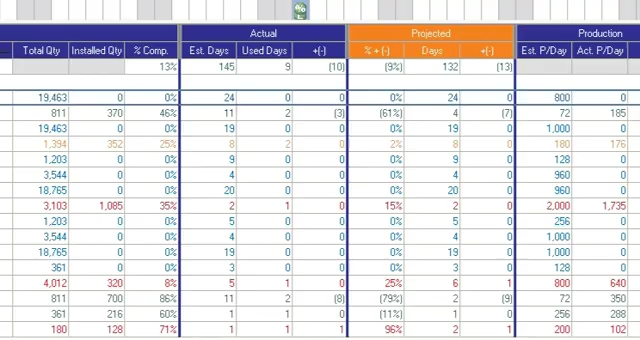 %
Actual Projected Production
Total Qty Installed Qty % Comp. Est. Days Used Days +(-) % + (-) Days +(-) Est. P/Day Act. P/Day
13% 145 9 (10) (9%) 132 (13)
19,463 0 0% 24 0 0 0% 24 0 800 0
811 370 46% 11 2 (3) (61%) 4 (7) 72 185
19,463 0 0% 19 0 0 0% 19 0 1,000 0
1,394 352 25% 8 2 0 2% 8 0 180 176
1,203 0 0% 9 0 0 0% 9 0 128 0
3,544 0 0% 4 0 0 0% 4 0 960 0
18,765 0 0% 20 0 0 0% 20 0 960 0
3,103 1,085 35% 2 1 0 15% 2 0 2,000 1,735
1,203 0 0% 5 0 0 0% 5 0 256 0
3,544 0 0% 4 0 0 0% 4 0 1,000 0
18,765 0 0% 19 0 0 0% 19 0 1,000 0
361 0 0% 3 0 0 0% 3 0 128 0
4,012 320 8% 5 1 0 25% 6 1 800 640
811 700 86% 11 2 (8) (79%) 2 (9) 72 350
361 216 60% 1 1 0 (11%) 1 0 256 288
180 128 71% 1 1 1 96% 2 1 200 102